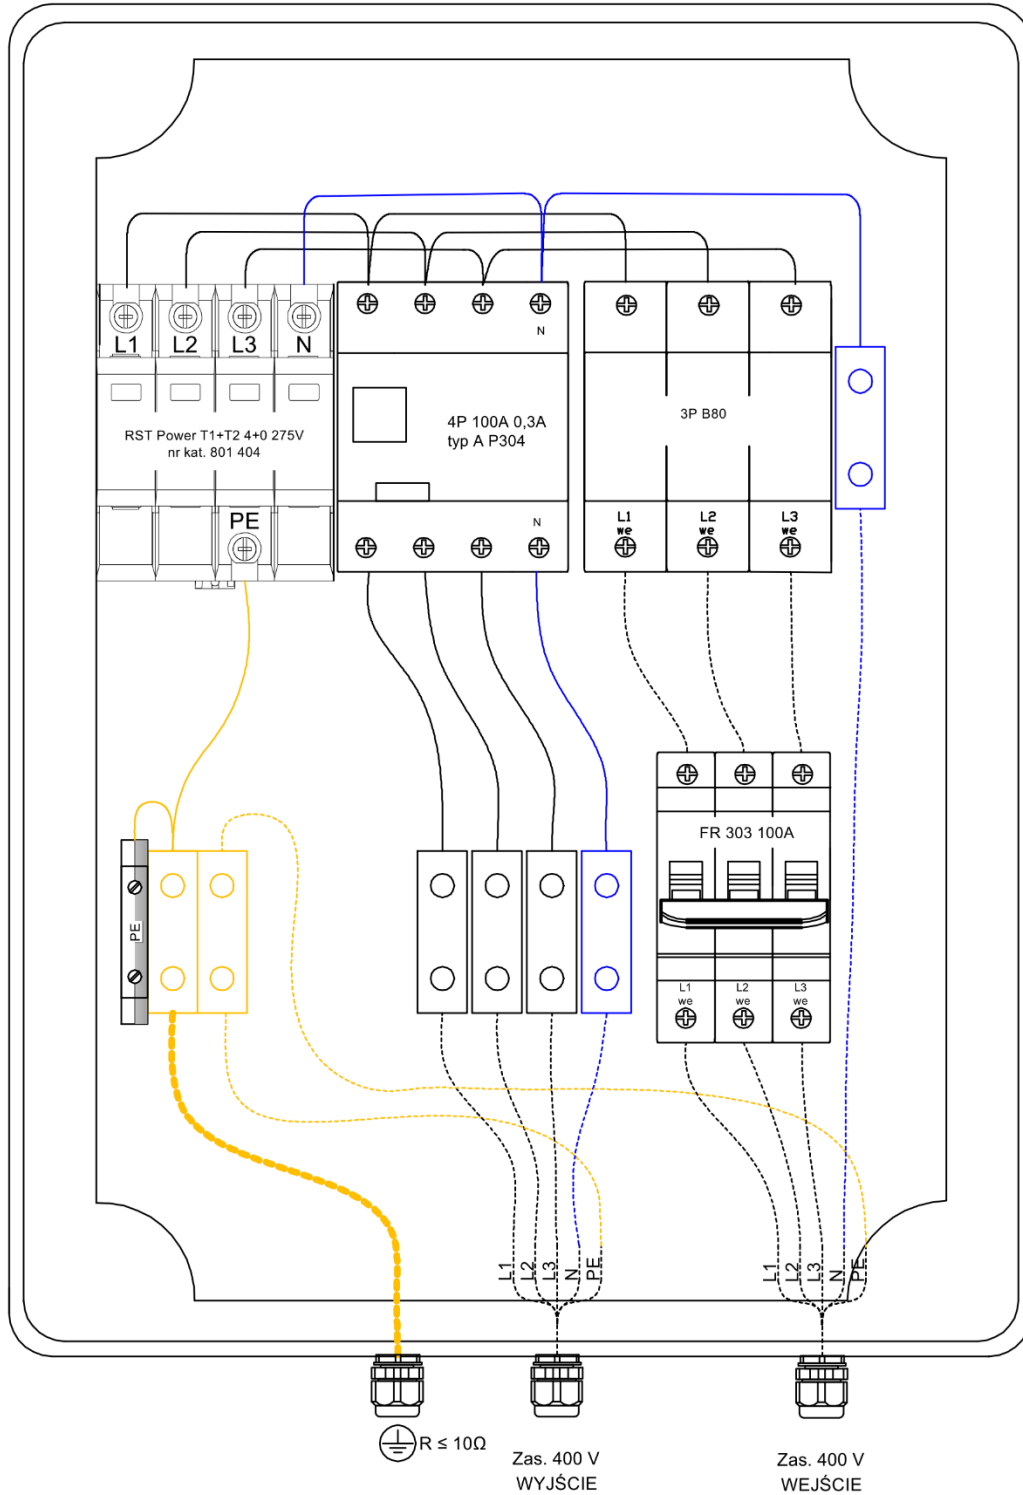 L1 L2 L3 N
RST Power T1+T2 4+0 275V
nr kat. 801 404
PE
N
4P 100A 0,3A
typ A P304
N
3P B80
L1 L2 L3
we we we
FR 303 100A
L1 L2 L3
we we we
PE
L1 L2 L3 N PE
L1 L2 L3 N PE
R ≤ 10Ω
Zas. 400 V
WYJŚCIE
Zas. 400 V
WEJŚCIE